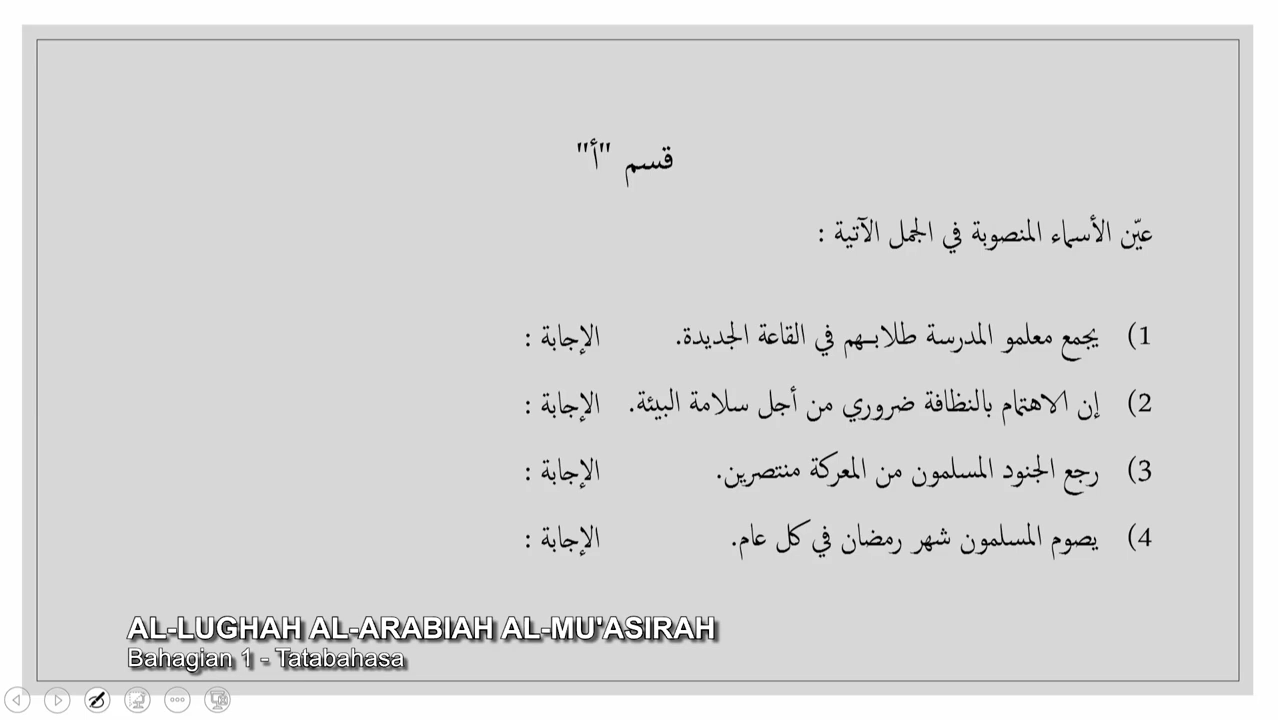 قسم "أ"
عيّن الأسماء المنصوبة في الجمل الآتية :
1) يجمع معلمو المدرسة طلابـهم في القاعة الجديدة. الإجابة :
2) إن الاهتمام بالنظافة ضروري من أجل سلامة البيئة. الإجابة :
3) رجع الجنود المسلمون من المعركة منتصرين. الإجابة :
4) يصوم المسلمون شهر رمضان في كل عام. الإجابة :
AL-LUGHAH AL-ARABIAH AL-MU'ASIRAH
Bahagian 1 - Tatabahasa